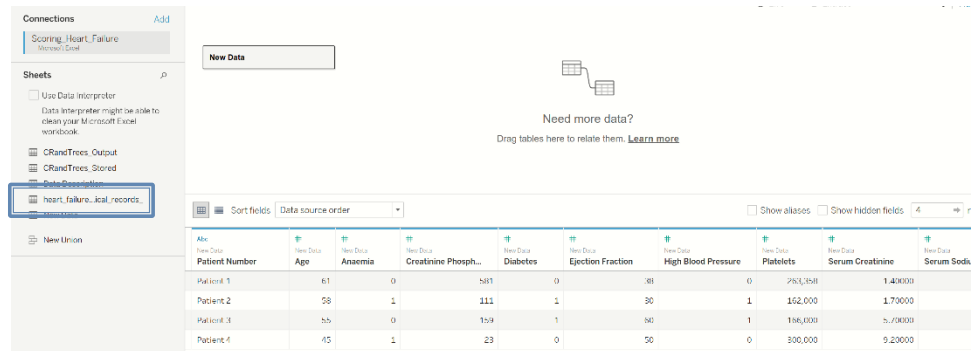 Connections Add
Scoring_Heart_Failure
Microsoft Excel
Sheets
Use Data Interpreter
Data Interpreter might be able to
clean your Microsoft Excel
workbook.
CRandTrees_Output
CRandTrees_Stored
Data Description
heart_failure...ical_records_
New Union
New Data
Need more data?
Drag tables here to relate them. Learn more
Sort fields Data source order
Show aliases Show hidden fields 4
Abc
New Data New Data New Data New Data New Data New Data New Data New Data New Data New Data
Patient Number Age Anaemia Creatinine Phosph... Diabetes Ejection Fraction High Blood Pressure Platelets Serum Creatinine Serum Sodiu
Patient 1 61 0 581 0 38 0 263,358 1.40000
Patient 2 58 1 111 1 30 1 162,000 1.70000
Patient 3 55 0 159 1 60 1 166,000 5.70000
Patient 4 45 1 23 0 50 0 300,000 9.20000